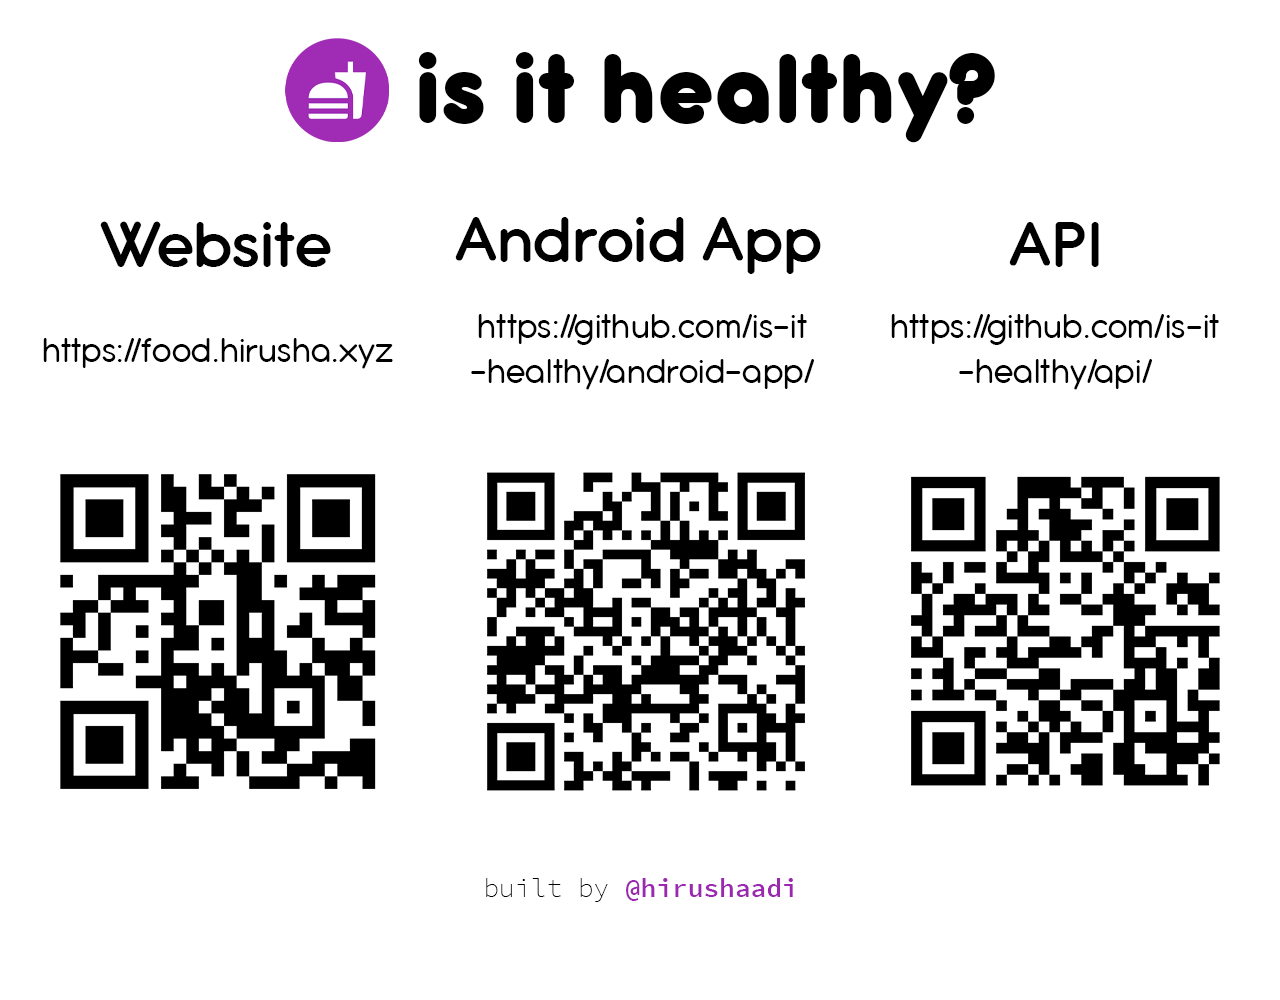 is it healthy?
Website
https://food.hirusha.xyz
Android App
https://github.com/is-it
-healthy/android-app/
API
https://github.com/is-it
-healthy/api/
built by @hirushaadi